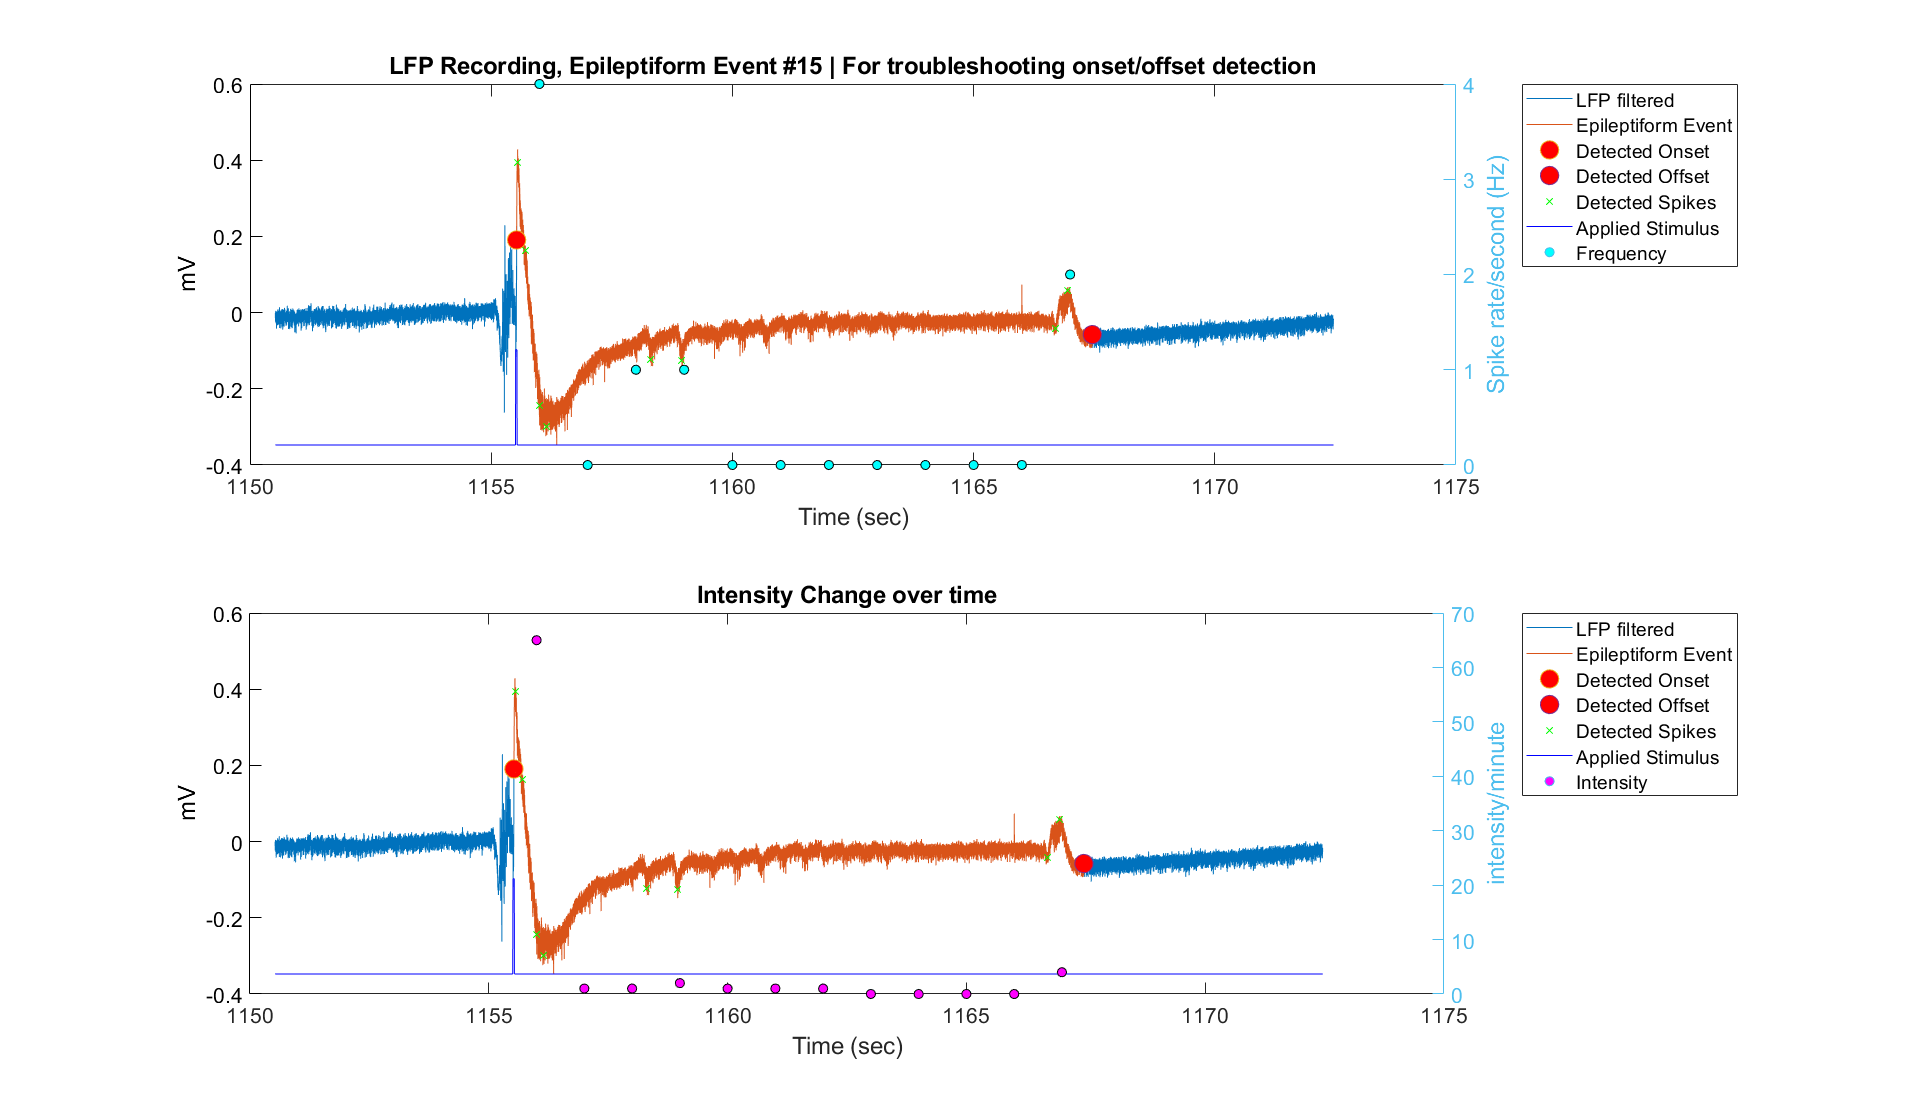 LFP Recording, Epileptiform Event #15 | For troubleshooting onset/offset detection
0.6
0.4
0.2
0
-0.2
-0.4
mV
1150
1155
1160
1165
1170
1175
Time (sec)
4
3
2
1
0
Spike rate/second (Hz)
LFP filtered
Epileptiform Event
Detected Onset
Detected Offset
Detected Spikes
Applied Stimulus
Frequency
Intensity Change over time
0.6
0.4
0.2
0
-0.2
-0.4
mV
1150
1155
1160
1165
1170
1175
Time (sec)
70
60
50
40
30
20
10
0
intensity/minute
LFP filtered
Epileptiform Event
Detected Onset
Detected Offset
Detected Spikes
Applied Stimulus
Intensity